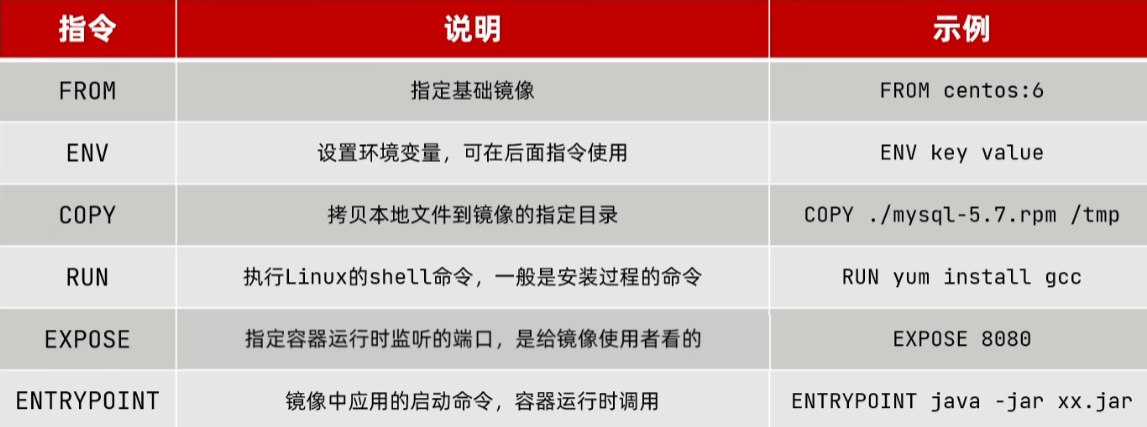 指令 说明 示例
FROM 指定基础镜像 FROM centos:6
ENV 设置环境变量，可在后面指令使用 ENV key value
COPY 拷贝本地文件到镜像的指定目录 COPY ./mysql-5.7.rpm /tmp
RUN 执行Linux的shell命令，一般是安装过程的命令 RUN yum install gcc
EXPOSE 指定容器运行时监听的端口，是给镜像使用者看的 EXPOSE 8080
ENTRYPOINT 镜像中应用的启动命令，容器运行时调用 ENTRYPOINT java -jar xx.jar